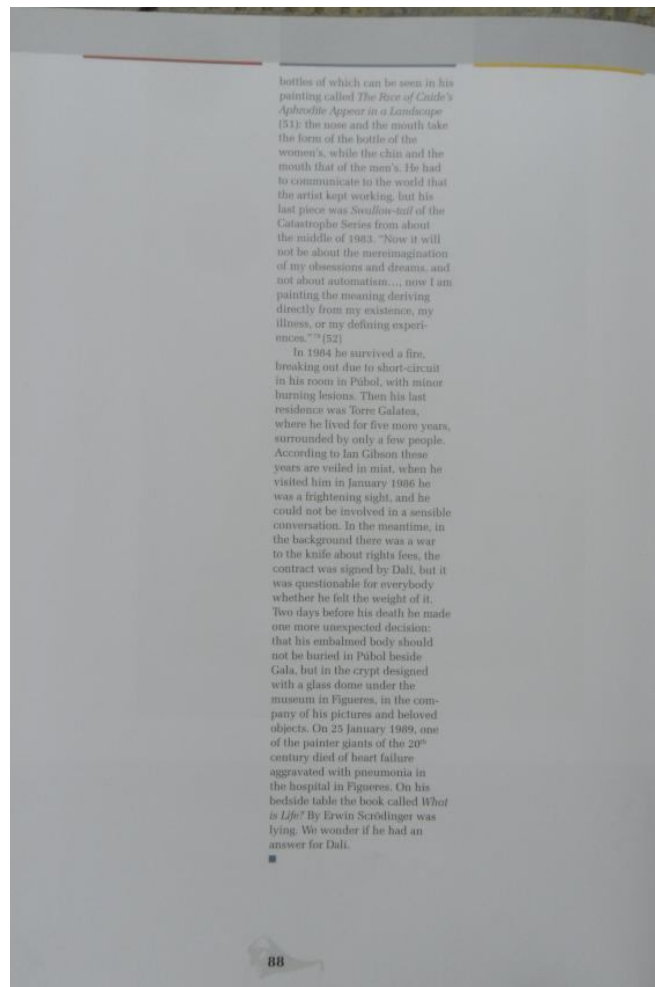 bottles of which can be seen in his
painting called The Face of Cnide's
Aphrodite Appear in a Landscape
(51): the nose and the mouth take
the form of the bottle of the
women's, while the chin and the
mouth that of the men's. He had
to communicate to the world that
the artist kept working, but his
last piece was Swallow-tail of the
Catastrophe Series from about
the middle of 1983. "Now it will
not be about the mereimagination
of my obsessions and dreams, and
not about automatism…, now I am
painting the meaning deriving
directly from my existence, my
illness, or my defining experi-
ences." (52)
In 1984 he survived a fire,
breaking out due to short-circuit
in his room in Púbol, with minor
burning lesions. Then his last
residence was Torre Galatea,
where he lived for five more years,
surrounded by only a few people.
According to Ian Gibson these
years are veiled in mist, when he
visited him in January 1986 he
was a frightening sight, and he
could not be involved in a sensible
conversation. In the meantime, in
the background there was a war
to the knife about rights fees, the
contract was signed by Dalí, but it
was questionable for everybody
whether he felt the weight of it.
Two days before his death he made
one more unexpected decision:
that his embalmed body should
not be buried in Púbol beside
Gala, but in the crypt designed
with a glass dome under the
museum in Figueres, in the com-
pany of his pictures and beloved
objects. On 25 January 1989, one
of the painter giants of the 20th
century died of heart failure
aggravated with pneumonia in
the hospital in Figueres. On his
bedside table the book called What
is Life? By Erwin Scrödinger was
lying. We wonder if he had an
answer for Dalí.
88